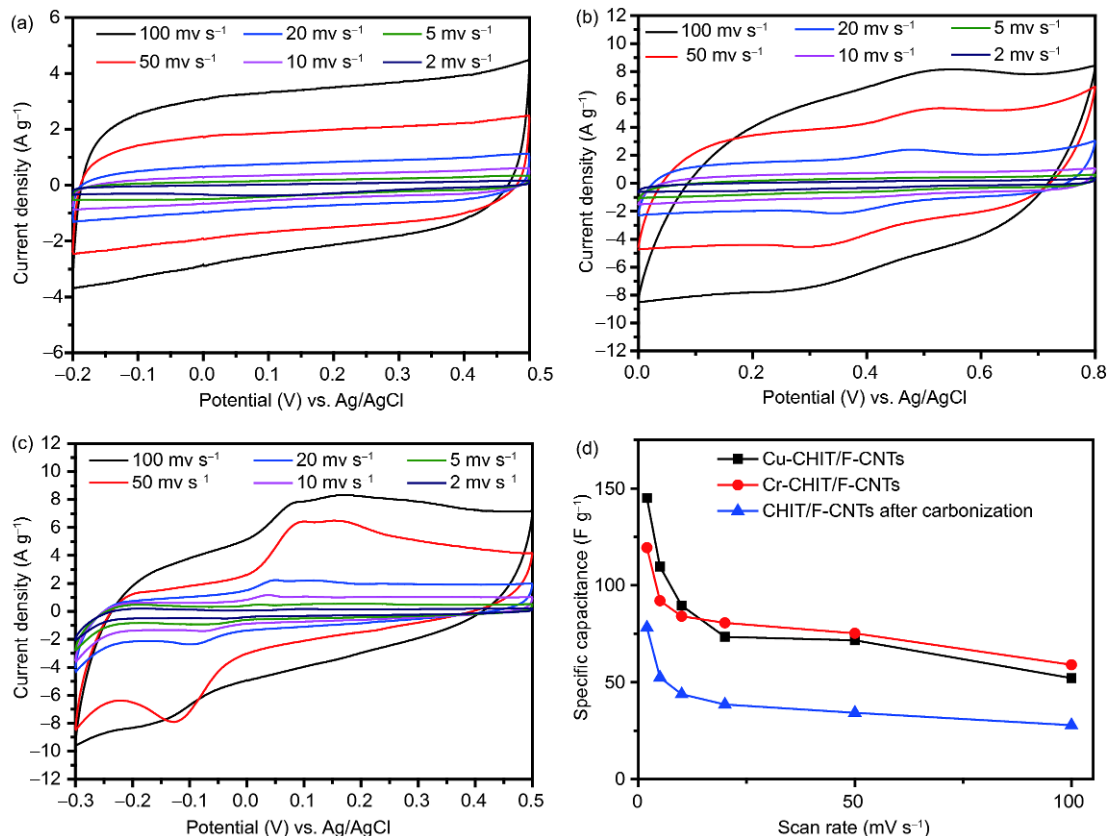 (a)
100 mv s⁻¹ 20 mv s⁻¹ 5 mv s⁻¹
50 mv s⁻¹ 10 mv s⁻¹ 2 mv s⁻¹
Current density (A g⁻¹)
6
4
2
0
–2
–4
–6
–0.2 –0.1 0.0 0.1 0.2 0.3 0.4 0.5
Potential (V) vs. Ag/AgCl
(b)
100 mv s⁻¹ 20 mv s⁻¹ 5 mv s⁻¹
50 mv s⁻¹ 10 mv s⁻¹ 2 mv s⁻¹
Current density (A g⁻¹)
12
10
8
6
4
2
0
–2
–4
–6
–8
–10
–12
0.0 0.2 0.4 0.6 0.8
Potential (V) vs. Ag/AgCl
(c)
100 mv s⁻¹ 20 mv s⁻¹ 5 mv s⁻¹
50 mv s ¹ 10 mv s ¹ 2 mv s ¹
Current density (A g⁻¹)
12
10
8
6
4
2
0
–2
–4
–6
–8
–10
–12
–0.3 –0.2 –0.1 0.0 0.1 0.2 0.3 0.4 0.5
Potential (V) vs. Ag/AgCl
(d)
Cu-CHIT/F-CNTs
Cr-CHIT/F-CNTs
CHIT/F-CNTs after carbonization
Specific capacitance (F g⁻¹)
150
100
50
0
0 50 100
Scan rate (mV s⁻¹)